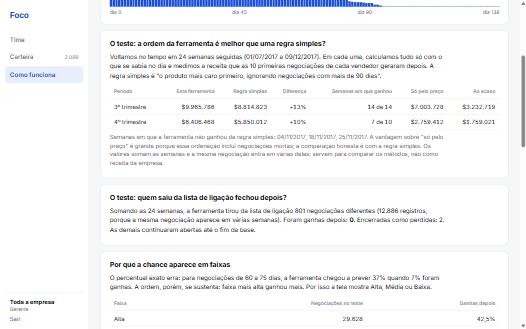 Foco
Time
Carteira 2.088
Como funciona
dia 0 dia 45 dia 90 dia 138
O teste: a ordem da ferramenta é melhor que uma regra simples?
Voltamos no tempo em 24 semanas seguidas (01/07/2017 a 09/12/2017). Em cada uma, calculamos tudo só com o
que se sabia no dia e medimos a receita que as 10 primeiras negociações de cada vendedor geraram depois. A
regra simples é "o produto mais caro primeiro, ignorando negociações com mais de 90 dias".
Período Esta ferramenta Regra simples Diferença Semanas em que ganhou Só pelo preço Ao acaso
3º trimestre $9.965.786 $8.814.823 +13% 14 de 14 $7.003.728 $3.232.719
4º trimestre $6.408.468 $5.850.012 +10% 7 de 10 $2.759.412 $1.759.021
Semanas em que a ferramenta não ganhou da regra simples: 04/11/2017, 18/11/2017, 25/11/2017. A vantagem sobre "só pelo
preço" é grande porque essa ordenação inclui negociações mortas; a comparação honesta é com a regra simples. Os
valores somam as semanas e a mesma negociação entra em várias delas: servem para comparar os métodos, não como
receita da empresa.
O teste: quem saiu da lista de ligação fechou depois?
Somando as 24 semanas, a ferramenta tirou da lista de ligação 801 negociações diferentes (12.886 registros,
porque a mesma negociação aparece em várias semanas). Foram ganhas depois: 0. Encerradas como perdidas: 2.
As demais continuaram abertas até o fim da base.
Por que a chance aparece em faixas
O percentual exato erra: para negociações de 60 a 75 dias, a ferramenta chegou a prever 37% quando 7% foram
ganhas. A ordem, porém, se sustenta: faixa mais alta ganhou mais. Por isso a tela mostra Alta, Média ou Baixa.
Faixa Negociações no teste Ganhas depois
Alta 29.628 42,5%
Toda a empresa
Gerente
Sair